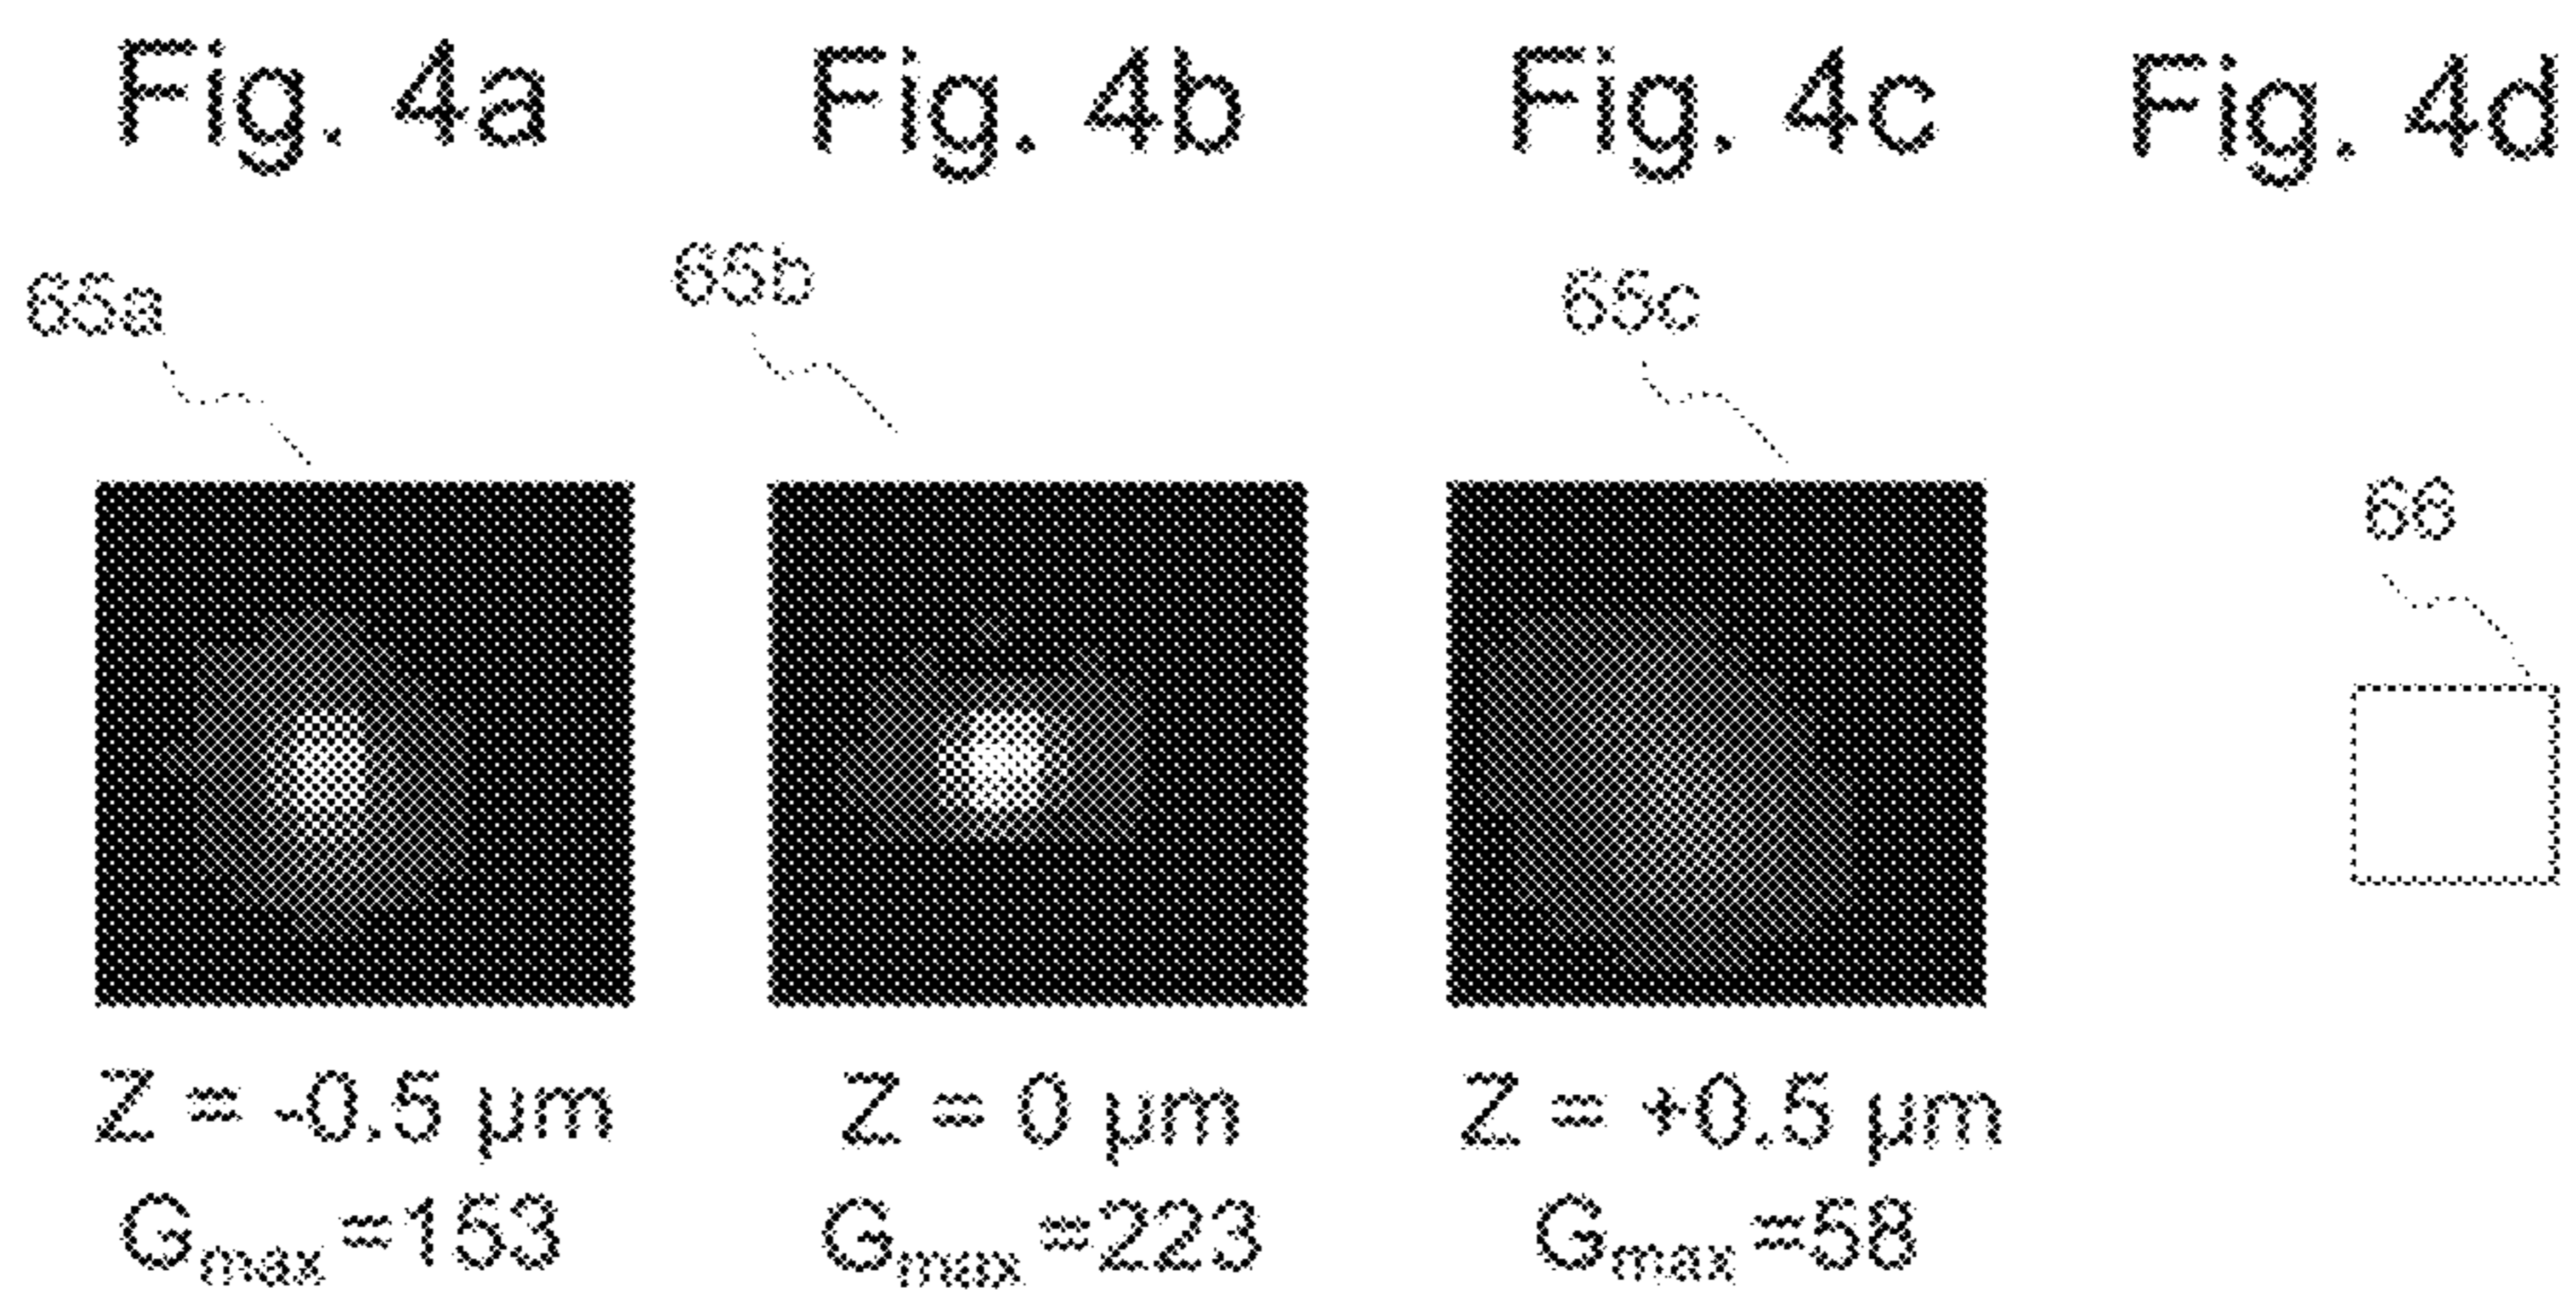 Fig. 4a Fig. 4b Fig. 4c Fig. 4d
65a 65b 65c
66
Z = -0.5 µm Z = 0 µm Z = +0.5 µm
Gmax =153 Gmax =223 Gmax =58